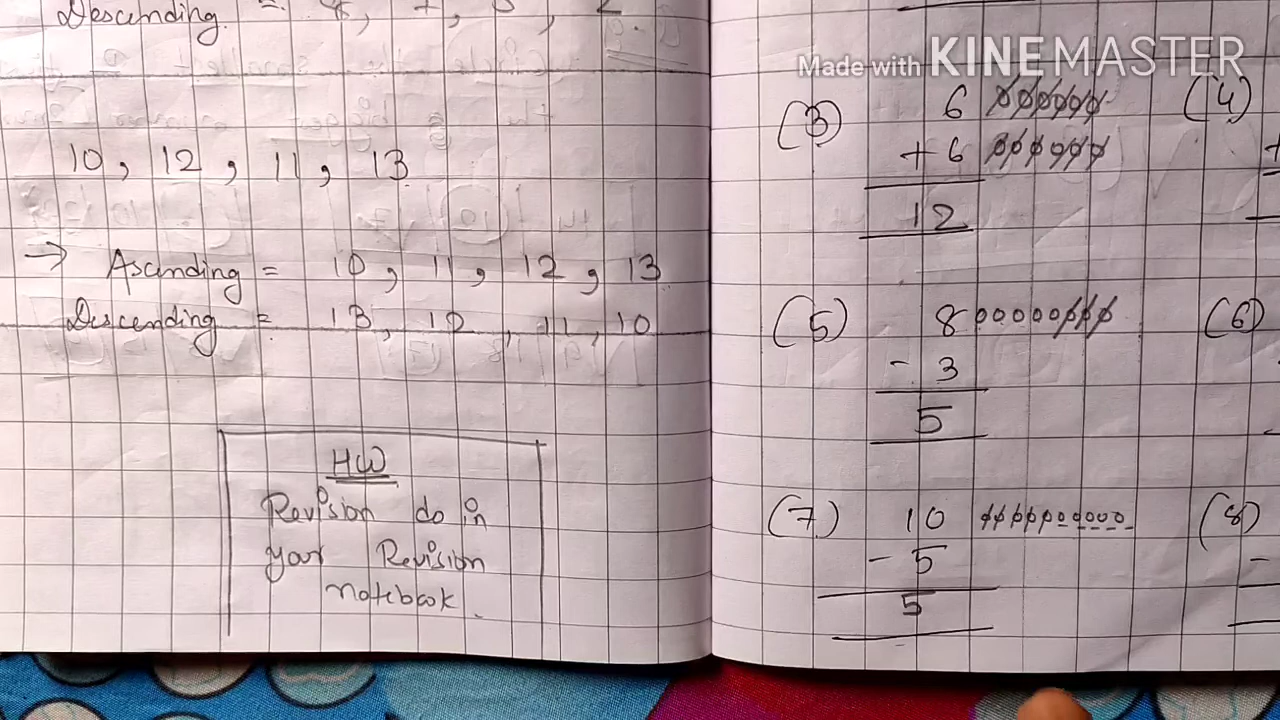 Descending =
10, 12, 11, 13
→ Ascending = 10, 11, 12, 13
Descending = 13, 12, 11, 10
HW
Revision do in
your Revision
notebook.
Made with KINEMASTER
(3) 6
+ 6
12
(4)
+
(5) 8
- 3
5
(6)
(7) 10
- 5
5
(8)
-